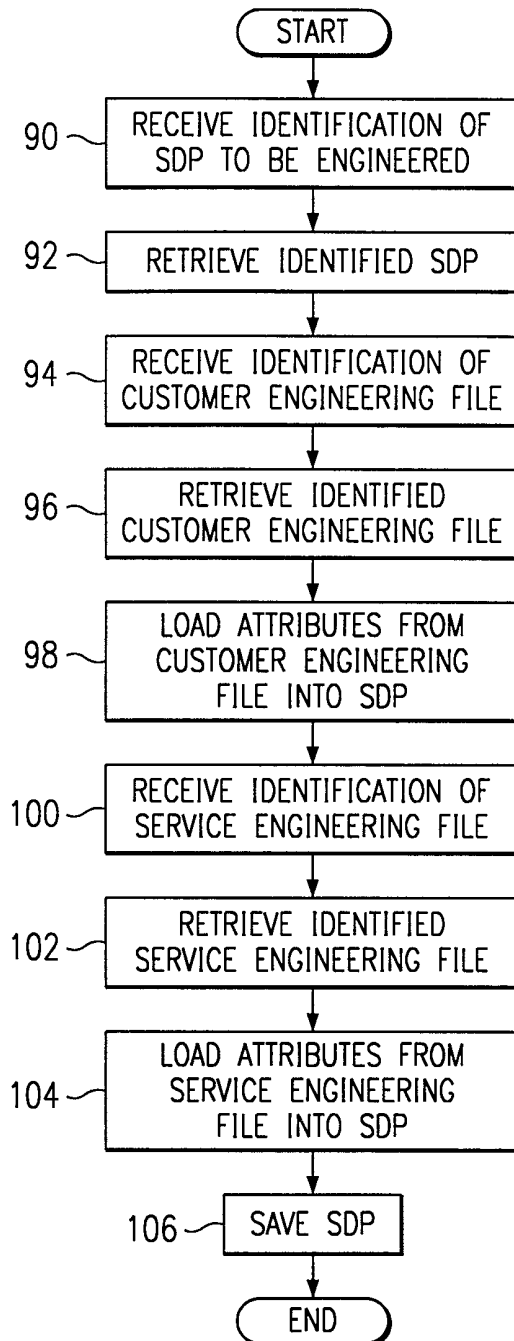 START
90
RECEIVE IDENTIFICATION OF
SDP TO BE ENGINEERED
92
RETRIEVE IDENTIFIED SDP
94
RECEIVE IDENTIFICATION OF
CUSTOMER ENGINEERING FILE
96
RETRIEVE IDENTIFIED
CUSTOMER ENGINEERING FILE
98
LOAD ATTRIBUTES FROM
CUSTOMER ENGINEERING
FILE INTO SDP
100
RECEIVE IDENTIFICATION OF
SERVICE ENGINEERING FILE
102
RETRIEVE IDENTIFIED
SERVICE ENGINEERING FILE
104
LOAD ATTRIBUTES FROM
SERVICE ENGINEERING
FILE INTO SDP
106
SAVE SDP
END